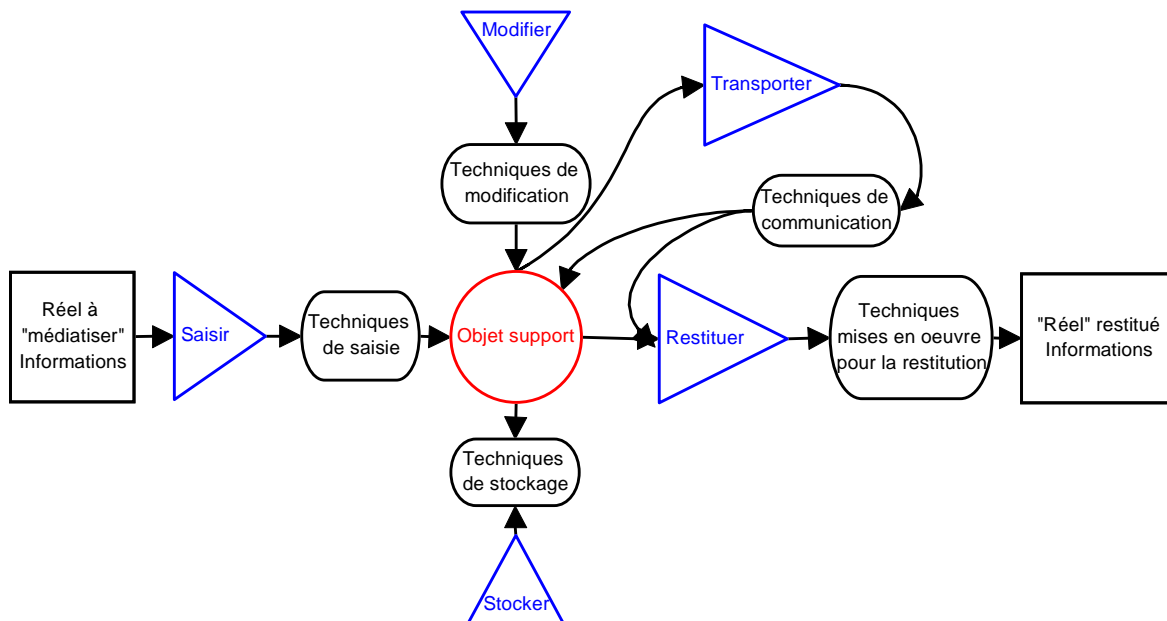 Modifier
Transporter
Techniques de
modification
Techniques de
communication
Réel à
"médiatiser"
Informations
Saisir
Techniques
de saisie
Objet support
Restituer
Techniques
mises en oeuvre
pour la restitution
"Réel" restitué
Informations
Techniques
de stockage
Stocker